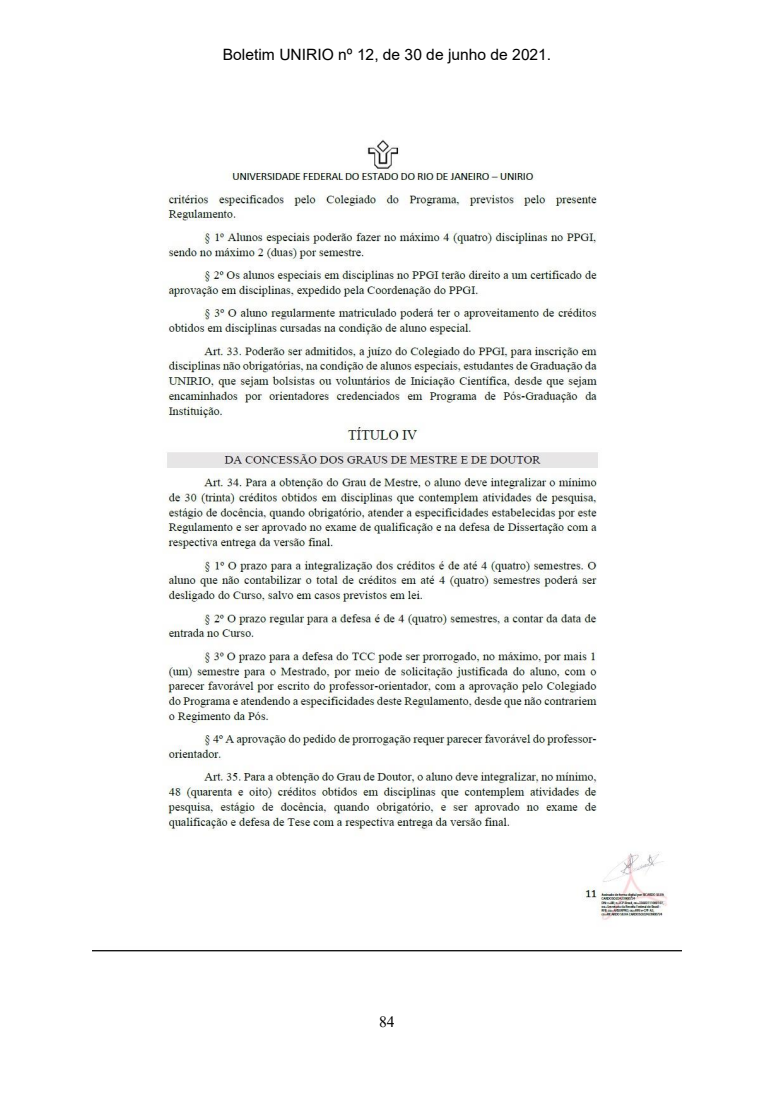 Boletim UNIRIO nº 12, de 30 de junho de 2021.
UNIVERSIDADE FEDERAL DO ESTADO DO RIO DE JANEIRO – UNIRIO
critérios especificados pelo Colegiado do Programa, previstos pelo presente
Regulamento.
§ 1º Alunos especiais poderão fazer no máximo 4 (quatro) disciplinas no PPGI,
sendo no máximo 2 (duas) por semestre.
§ 2º Os alunos especiais em disciplinas no PPGI terão direito a um certificado de
aprovação em disciplinas, expedido pela Coordenação do PPGI.
§ 3º O aluno regularmente matriculado poderá ter o aproveitamento de créditos
obtidos em disciplinas cursadas na condição de aluno especial.
Art. 33. Poderão ser admitidos, a juízo do Colegiado do PPGI, para inscrição em
disciplinas não obrigatórias, na condição de alunos especiais, estudantes de Graduação da
UNIRIO, que sejam bolsistas ou voluntários de Iniciação Científica, desde que sejam
encaminhados por orientadores credenciados em Programa de Pós-Graduação da
Instituição.
TÍTULO IV
DA CONCESSÃO DOS GRAUS DE MESTRE E DE DOUTOR
Art. 34. Para a obtenção do Grau de Mestre, o aluno deve integralizar o mínimo
de 30 (trinta) créditos obtidos em disciplinas que contemplem atividades de pesquisa,
estágio de docência, quando obrigatório, atender a especificidades estabelecidas por este
Regulamento e ser aprovado no exame de qualificação e na defesa de Dissertação com a
respectiva entrega da versão final.
§ 1º O prazo para a integralização dos créditos é de até 4 (quatro) semestres. O
aluno que não contabilizar o total de créditos em até 4 (quatro) semestres poderá ser
desligado do Curso, salvo em casos previstos em lei.
§ 2º O prazo regular para a defesa é de 4 (quatro) semestres, a contar da data de
entrada no Curso.
§ 3º O prazo para a defesa do TCC pode ser prorrogado, no máximo, por mais 1
(um) semestre para o Mestrado, por meio de solicitação justificada do aluno, com o
parecer favorável por escrito do professor-orientador, com a aprovação pelo Colegiado
do Programa e atendendo a especificidades deste Regulamento, desde que não contrariem
o Regimento da Pós.
§ 4º A aprovação do pedido de prorrogação requer parecer favorável do professor-
orientador.
Art. 35. Para a obtenção do Grau de Doutor, o aluno deve integralizar, no mínimo,
48 (quarenta e oito) créditos obtidos em disciplinas que contemplem atividades de
pesquisa, estágio de docência, quando obrigatório, e ser aprovado no exame de
qualificação e defesa de Tese com a respectiva entrega da versão final.
11
84